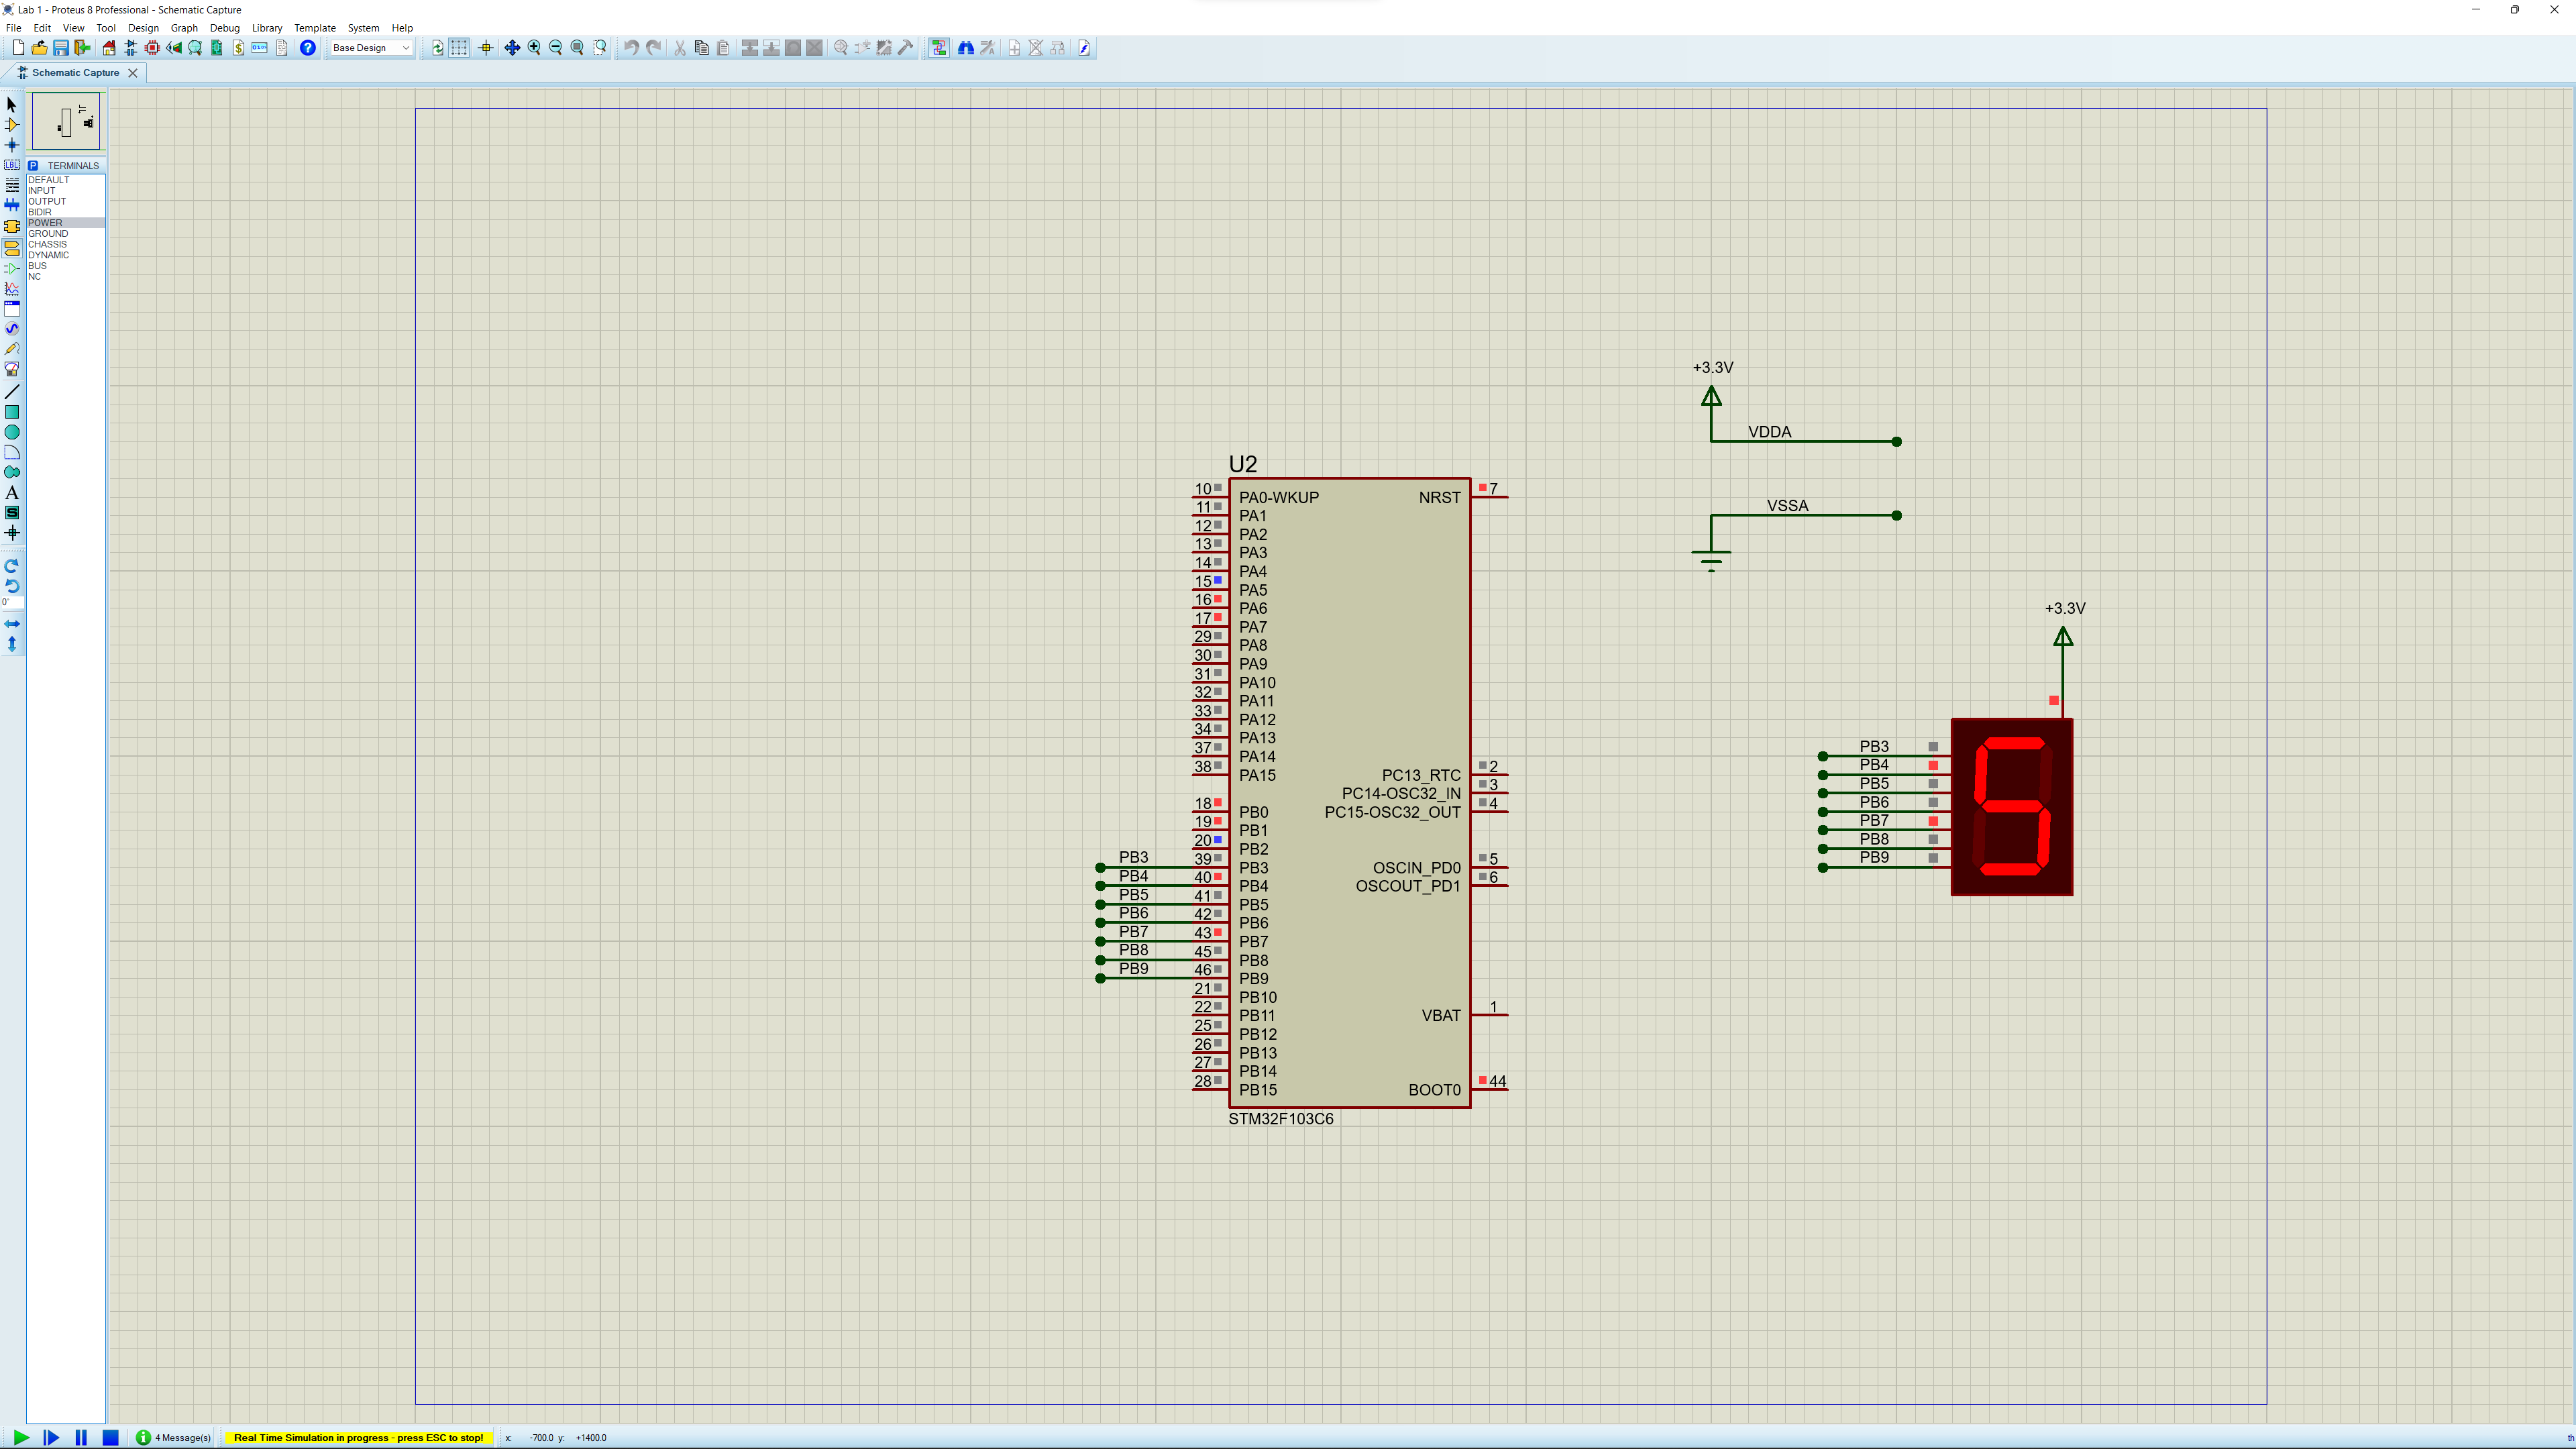 Lab 1 - Proteus 8 Professional - Schematic Capture
File Edit View Tool Design Graph Debug Library Template System Help
Base Design
Schematic Capture
TERMINALS
DEFAULT
INPUT
OUTPUT
BIDIR
POWER
GROUND
CHASSIS
DYNAMIC
BUS
NC
+3.3V
VDDA
VSSA
U2
10 PA0-WKUP NRST 7
11 PA1
12 PA2
13 PA3
14 PA4
15 PA5
16 PA6
17 PA7
29 PA8
30 PA9
31 PA10
32 PA11
33 PA12
34 PA13
37 PA14
38 PA15 PC13_RTC 2
PC14-OSC32_IN 3
18 PB0 PC15-OSC32_OUT 4
19 PB1
20 PB2
PB3 39 PB3 OSCIN_PD0 5
PB4 40 PB4 OSCOUT_PD1 6
PB5 41 PB5
PB6 42 PB6
PB7 43 PB7
PB8 45 PB8
PB9 46 PB9
21 PB10
22 PB11 VBAT 1
25 PB12
26 PB13
27 PB14
28 PB15 BOOT0 44
STM32F103C6
+3.3V
PB3
PB4
PB5
PB6
PB7
PB8
PB9
5
4 Message(s) Real Time Simulation in progress - press ESC to stop! x: -700.0 y: +1400.0 th